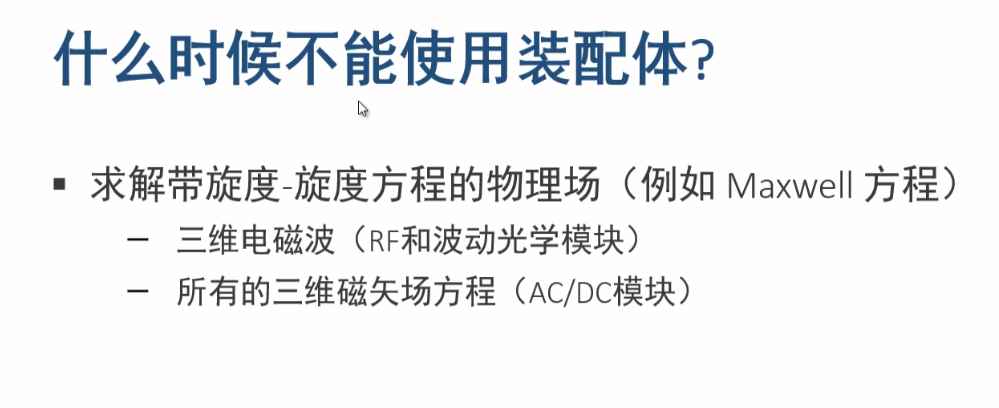 什么时候不能使用装配体?
▪ 求解带旋度-旋度方程的物理场（例如 Maxwell 方程）
– 三维电磁波（RF和波动光学模块）
– 所有的三维磁矢场方程（AC/DC模块）